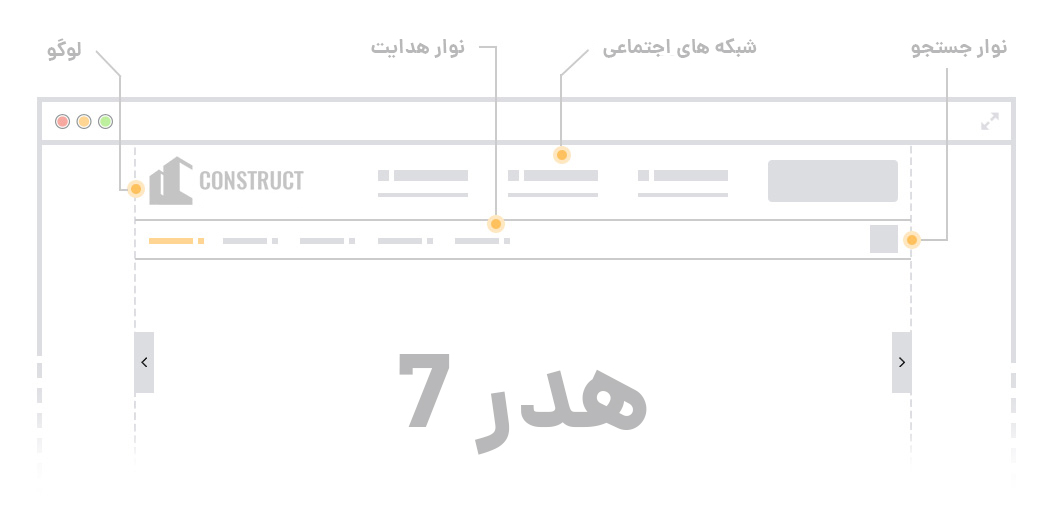 نوار جستجو
شبکه های اجتماعی
نوار هدایت
لوگو
CONSTRUCT
هدر 7